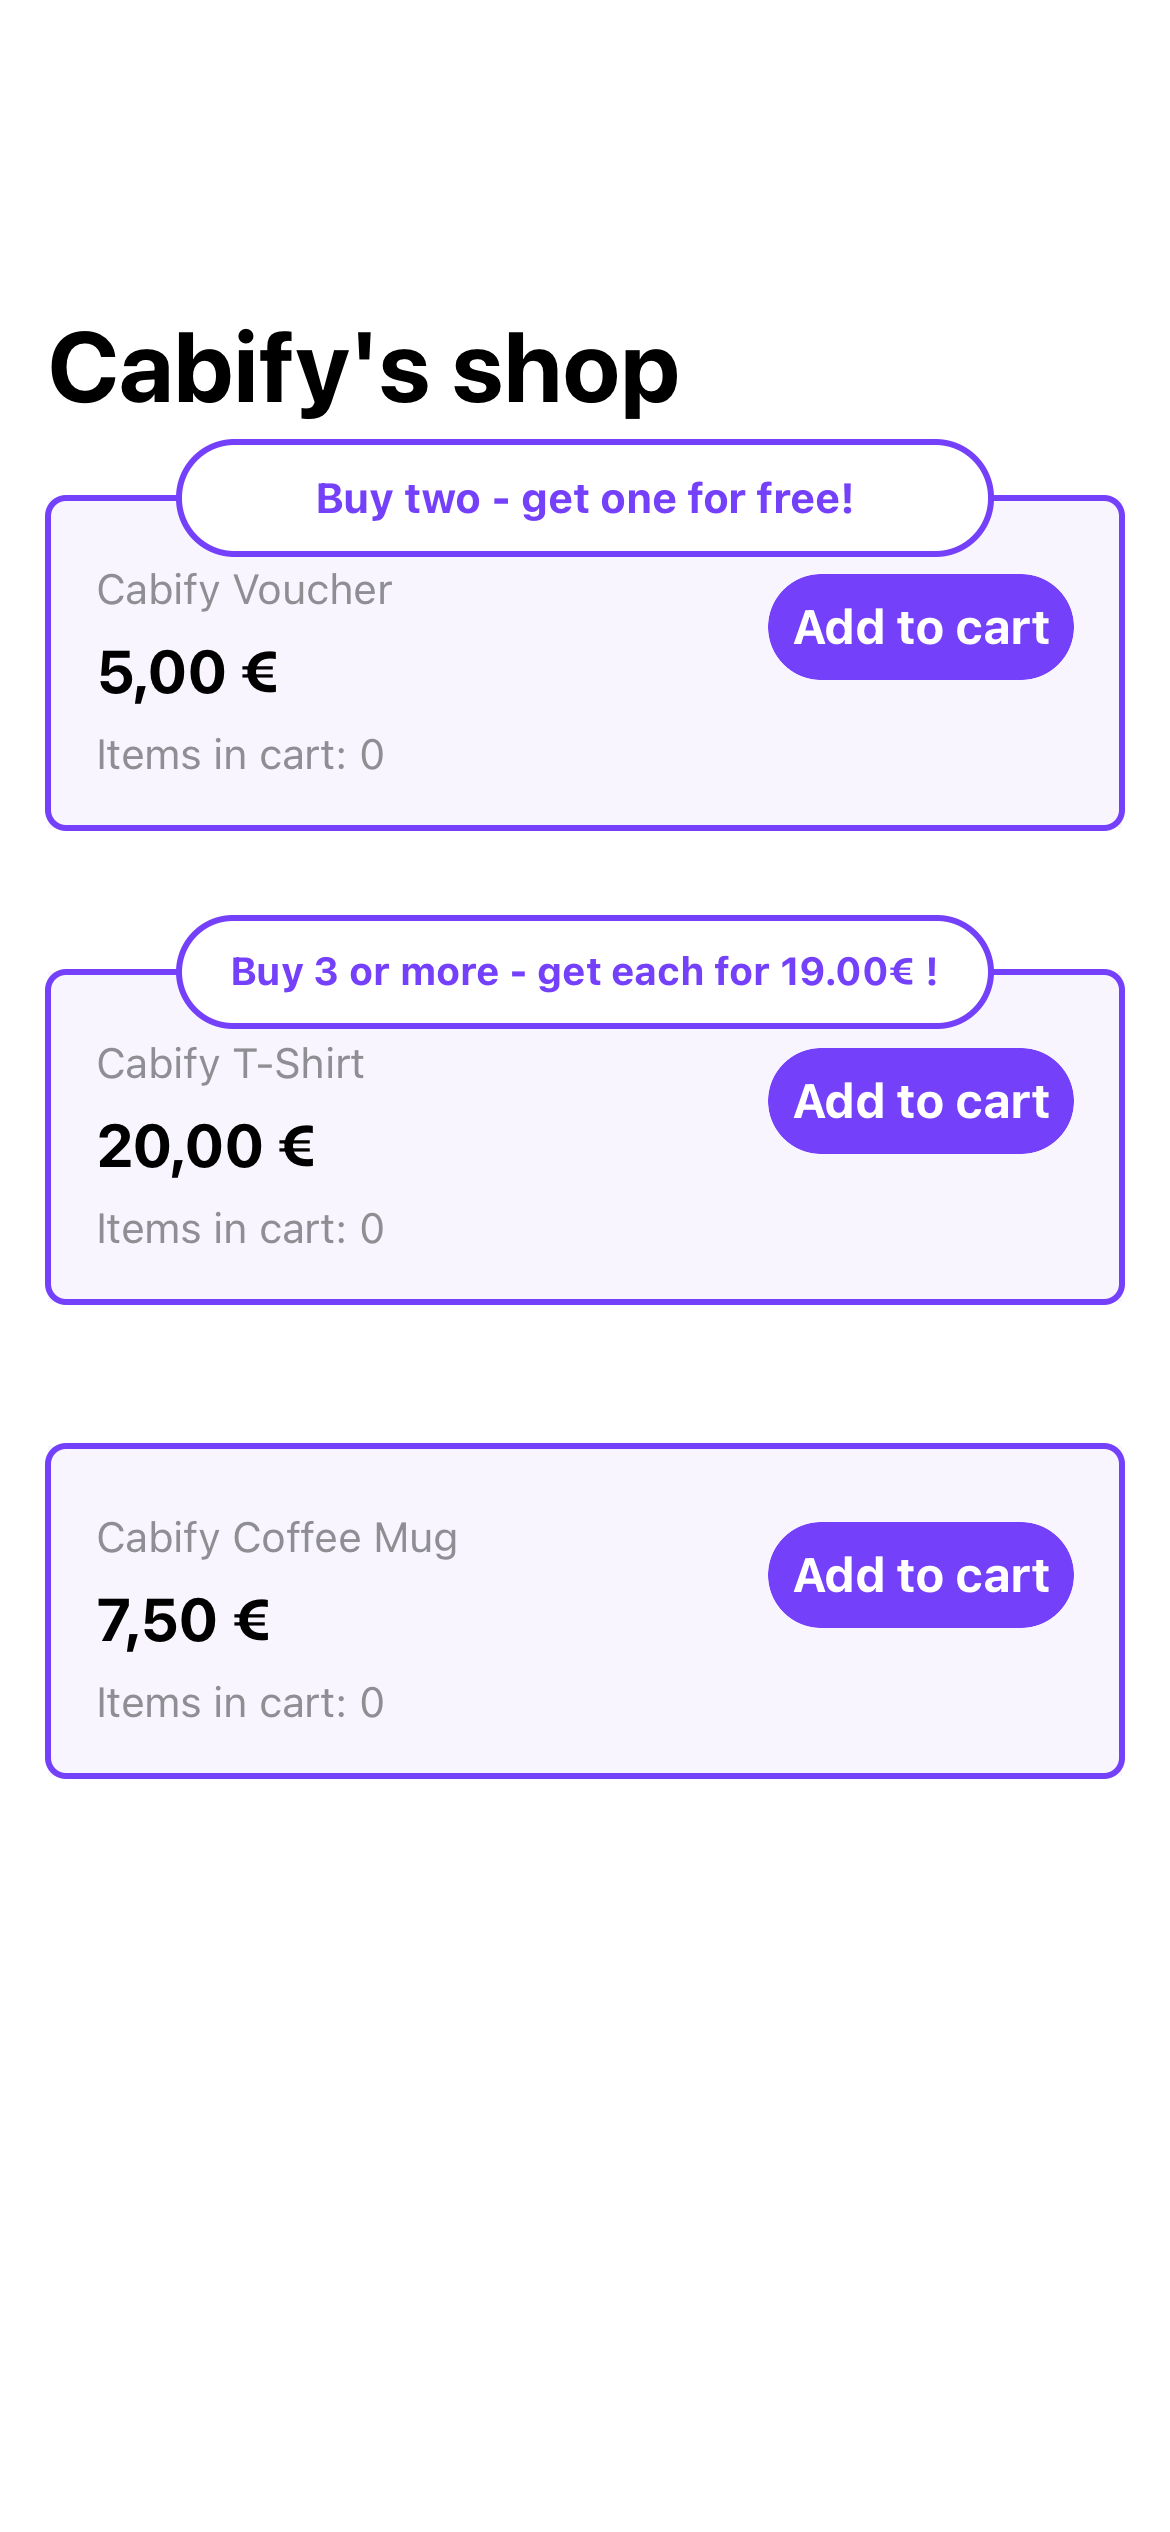 Cabify's shop
Buy two - get one for free!
Cabify Voucher
Add to cart
5,00 €
Items in cart: 0
Buy 3 or more - get each for 19.00€ !
Cabify T-Shirt
Add to cart
20,00 €
Items in cart: 0
Cabify Coffee Mug
Add to cart
7,50 €
Items in cart: 0